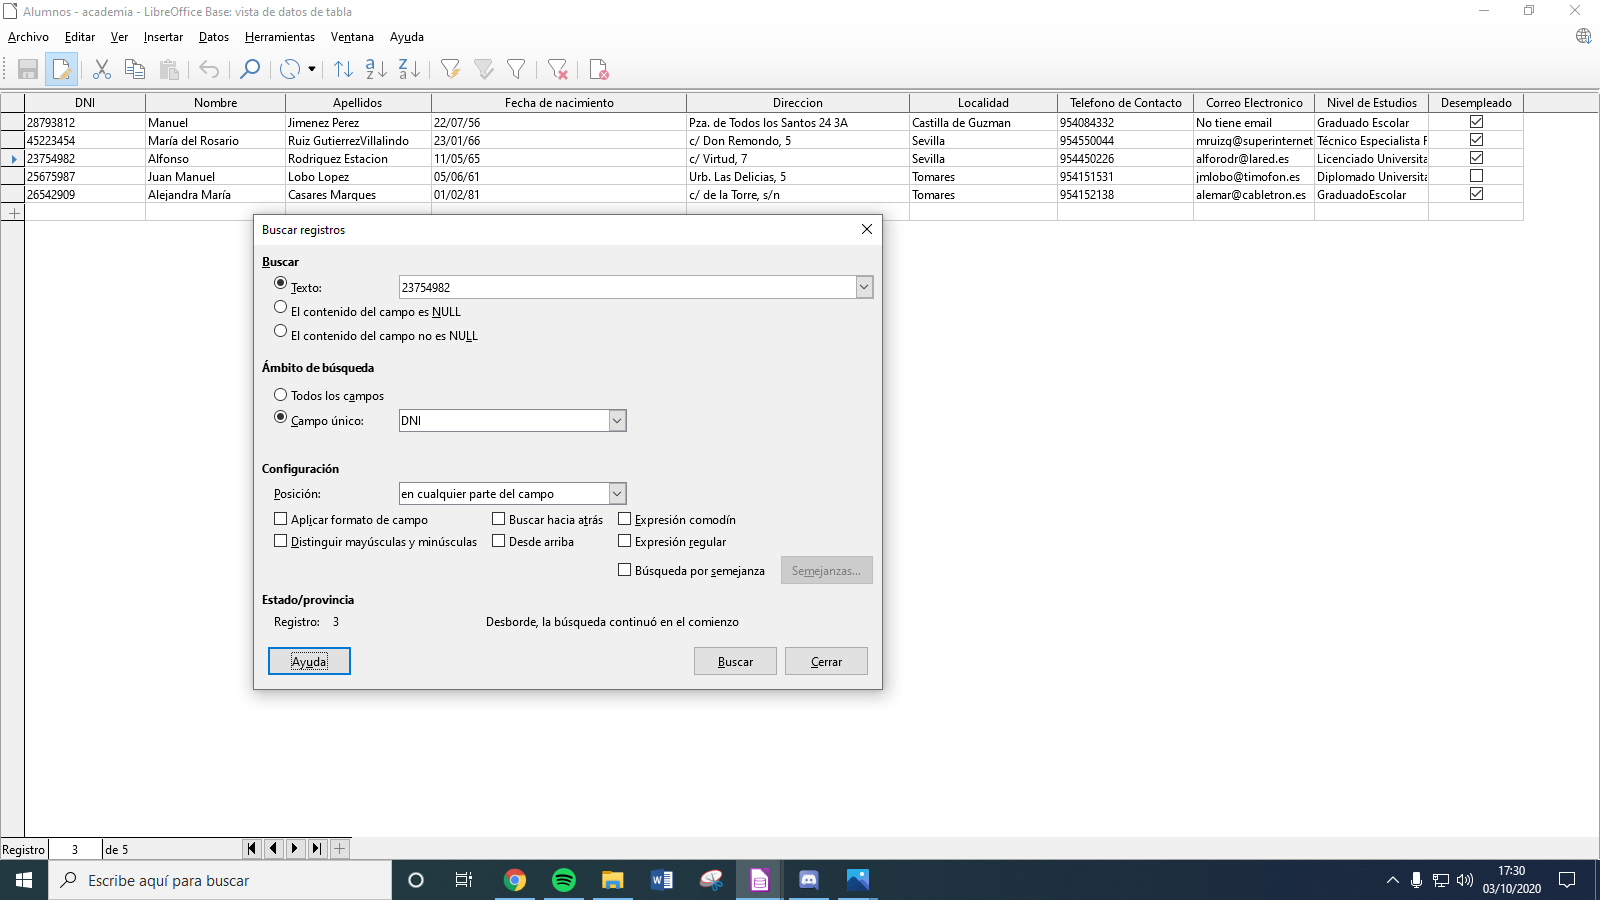 Alumnos - academia - LibreOffice Base: vista de datos de tabla
Archivo Editar Ver Insertar Datos Herramientas Ventana Ayuda
DNI Nombre Apellidos Fecha de nacimiento Direccion Localidad Telefono de Contacto Correo Electronico Nivel de Estudios Desempleado
28793812 Manuel Jimenez Perez 22/07/56 Pza. de Todos los Santos 24 3A Castilla de Guzman 954084332 No tiene email Graduado Escolar
45223454 María del Rosario Ruiz GutierrezVillalindo 23/01/66 c/ Don Remondo, 5 Sevilla 954550044 mruizq@superinternet Técnico Especialista F
23754982 Alfonso Rodriquez Estacion 11/05/65 c/ Virtud, 7 Sevilla 954450226 alforodr@lared.es Licenciado Universita
25675987 Juan Manuel Lobo Lopez 05/06/61 Urb. Las Delicias, 5 Tomares 954151531 jmlobo@timofon.es Diplomado Universita
26542909 Alejandra María Casares Marques 01/02/81 c/ de la Torre, s/n Tomares 954152138 alemar@cabletron.es GraduadoEscolar
Buscar registros
Buscar
Texto: 23754982
El contenido del campo es NULL
El contenido del campo no es NULL
Ámbito de búsqueda
Todos los campos
Campo único: DNI
Configuración
Posición: en cualquier parte del campo
Aplicar formato de campo Buscar hacia atrás Expresión comodín
Distinguir mayúsculas y minúsculas Desde arriba Expresión regular
Búsqueda por semejanza Semejanzas...
Estado/provincia
Registro: 3 Desborde, la búsqueda continuó en el comienzo
Ayuda Buscar Cerrar
Registro 3 de 5
Escribe aquí para buscar
17:30
03/10/2020